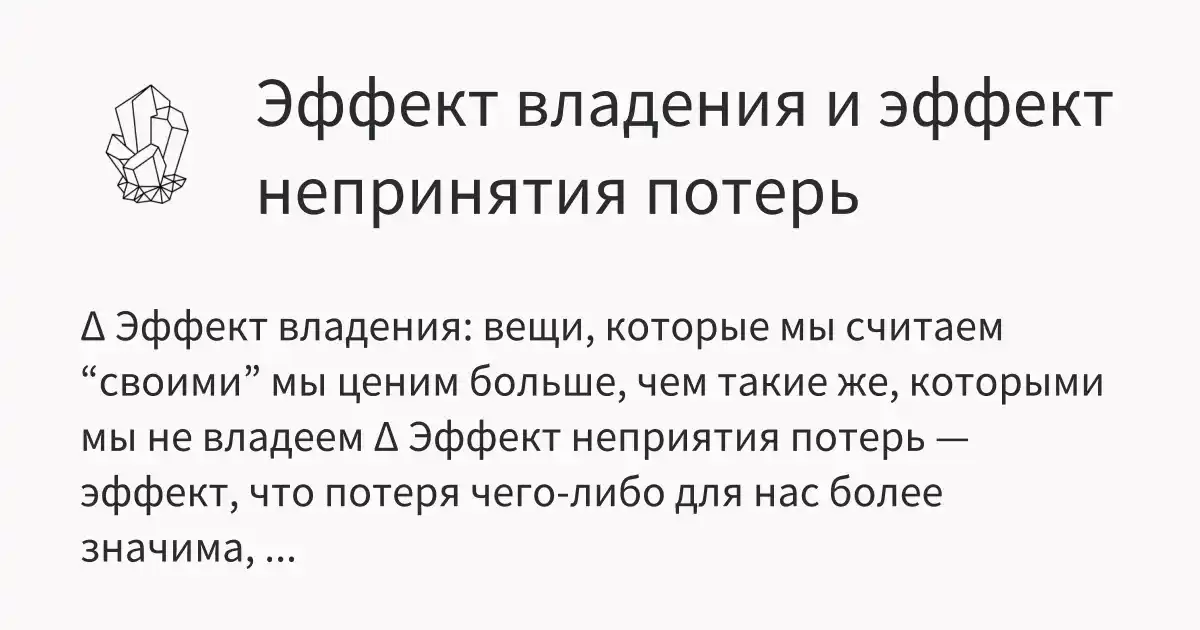 Эффект владения и эффект
непринятия потерь
Δ Эффект владения: вещи, которые мы считаем
“своими” мы ценим больше, чем такие же, которыми
мы не владеем Δ Эффект неприятия потерь —
эффект, что потеря чего-либо для нас более
значима, ...